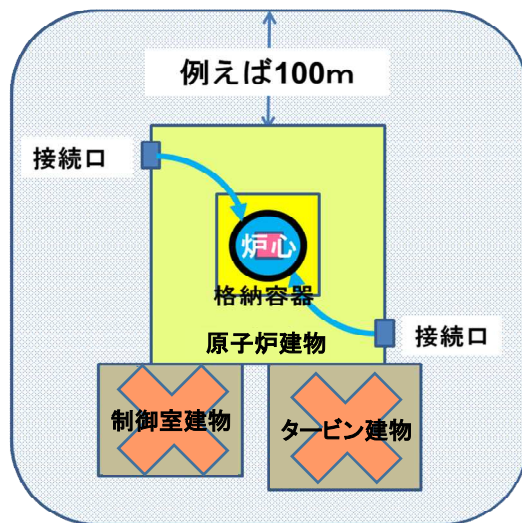 例えば100m
接続口
炉心
格納容器
原子炉建物
接続口
制御室建物
タービン建物